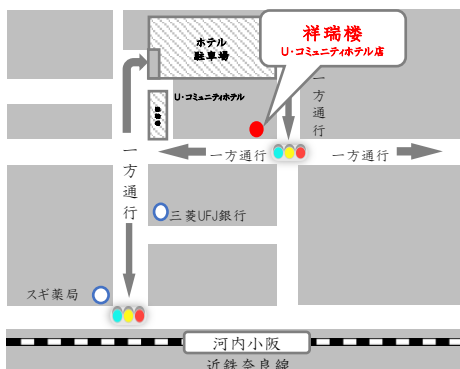 祥瑞楼
U・コミュニティホテル店
ホテル
駐車場
U・コミュニティホテル
一方通行
一方通行
一方通行
一方通行
三菱UFJ銀行
スギ薬局
河内小阪
近鉄奈良線